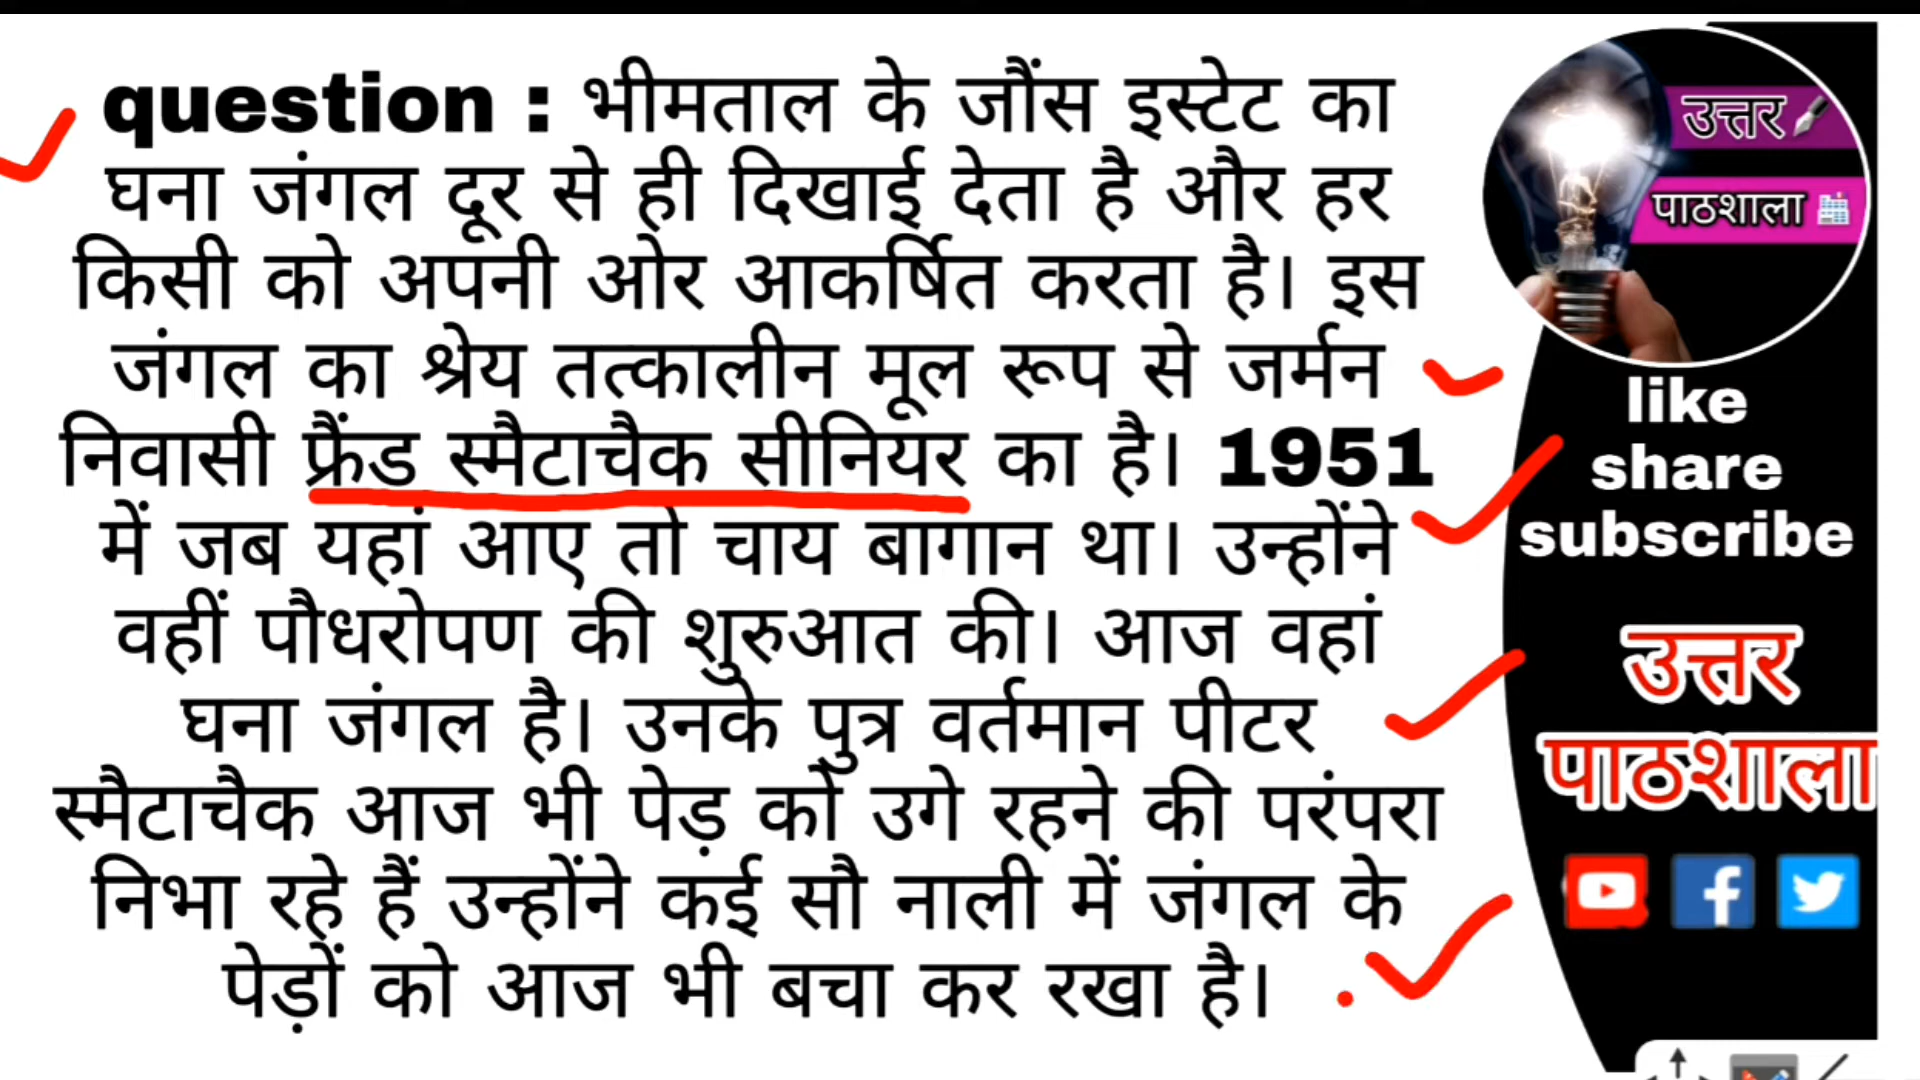 question : भीमताल के जौंस इस्टेट का
घना जंगल दूर से ही दिखाई देता है और हर
किसी को अपनी ओर आकर्षित करता है। इस
जंगल का श्रेय तत्कालीन मूल रूप से जर्मन
निवासी फ्रैंड स्मैटाचैक सीनियर का है। 1951
में जब यहां आए तो चाय बागान था। उन्होंने
वहीं पौधरोपण की शुरुआत की। आज वहां
घना जंगल है। उनके पुत्र वर्तमान पीटर
स्मैटाचैक आज भी पेड़ को उगे रहने की परंपरा
निभा रहे हैं उन्होंने कई सौ नाली में जंगल के
पेड़ों को आज भी बचा कर रखा है।
उत्तर
पाठशाला
like
share
subscribe
उत्तर
पाठशाला